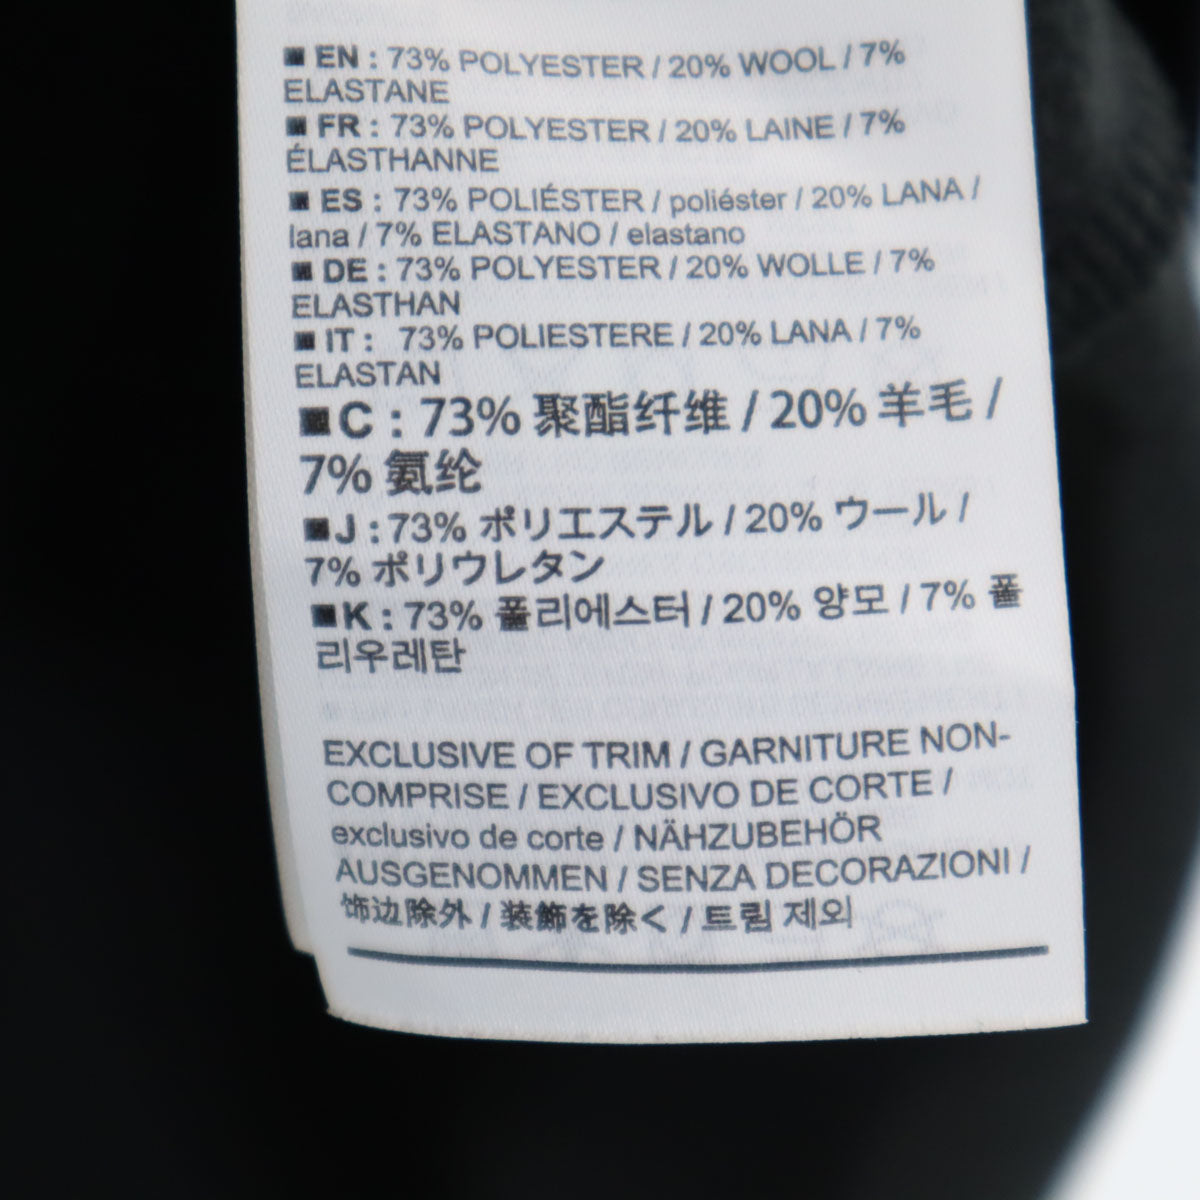 ■ EN : 73% POLYESTER / 20% WOOL / 7%
ELASTANE
■ FR : 73% POLYESTER / 20% LAINE / 7%
ÉLASTHANNE
■ ES : 73% POLIÉSTER / poliéster / 20% LANA /
lana / 7% ELASTANO / elastano
■ DE : 73% POLYESTER / 20% WOLLE / 7%
ELASTHAN
■ IT : 73% POLIESTERE / 20% LANA / 7%
ELASTAN
■ C : 73% 聚酯纤维 / 20% 羊毛 /
7% 氨纶
■ J : 73% ポリエステル / 20% ウール /
7% ポリウレタン
■ K : 73% 폴리에스터 / 20% 양모 / 7% 폴
리우레탄
EXCLUSIVE OF TRIM / GARNITURE NON-
COMPRISE / EXCLUSIVO DE CORTE /
exclusivo de corte / NÄHZUBEHÖR
AUSGENOMMEN / SENZA DECORAZIONI /
饰边除外 / 装飾を除く / 트림 제외